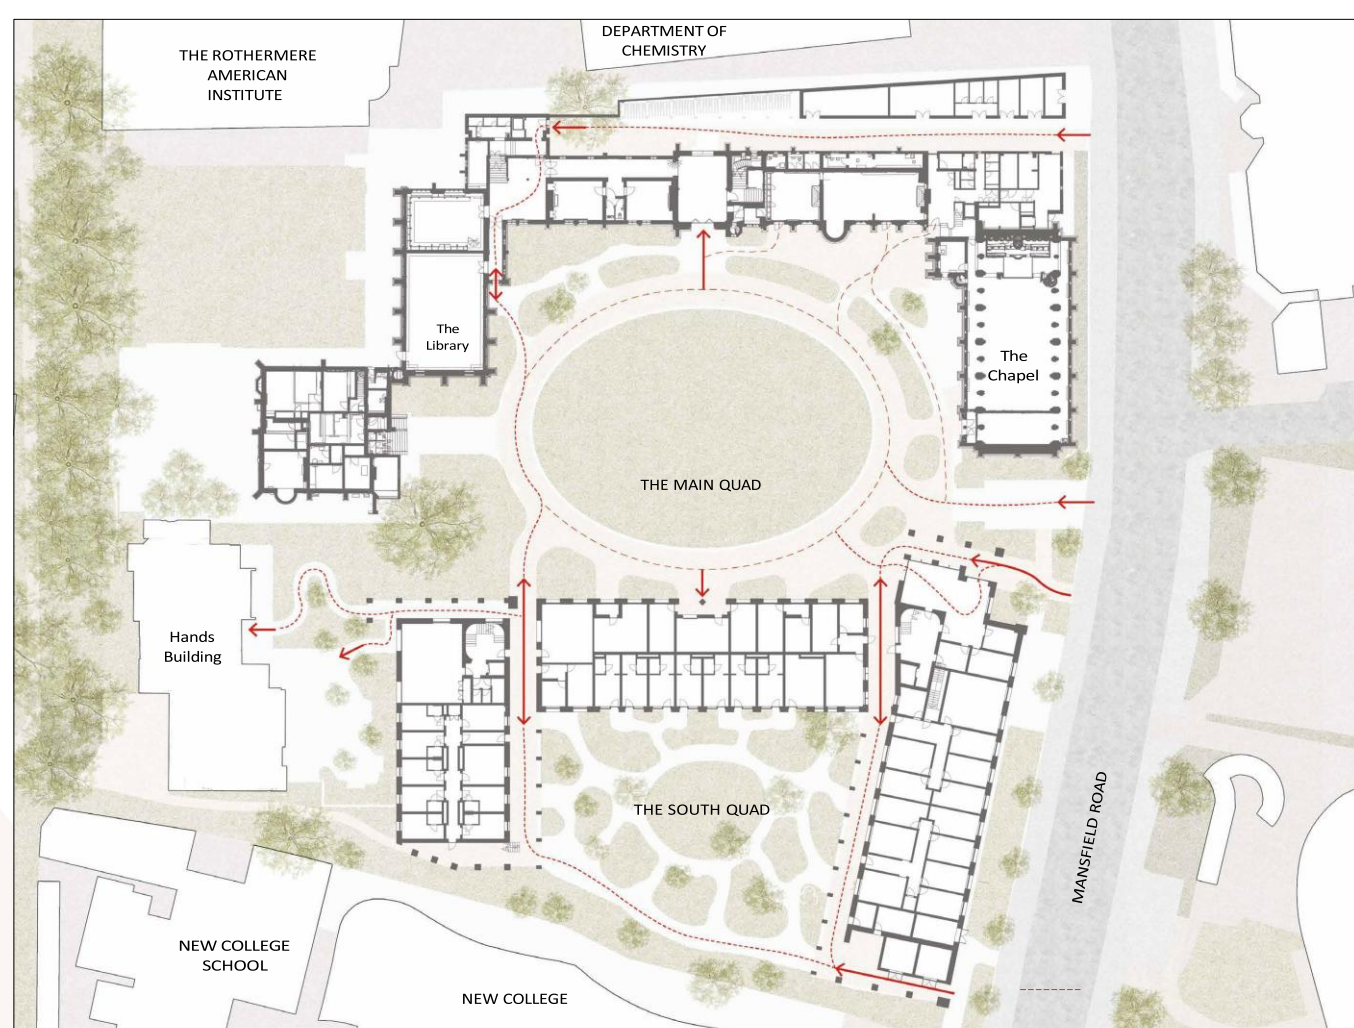 THE ROTHERMERE
AMERICAN
INSTITUTE
DEPARTMENT OF
CHEMISTRY
The
Library
The
Chapel
THE MAIN QUAD
Hands
Building
THE SOUTH QUAD
MANSFIELD ROAD
NEW COLLEGE
SCHOOL
NEW COLLEGE